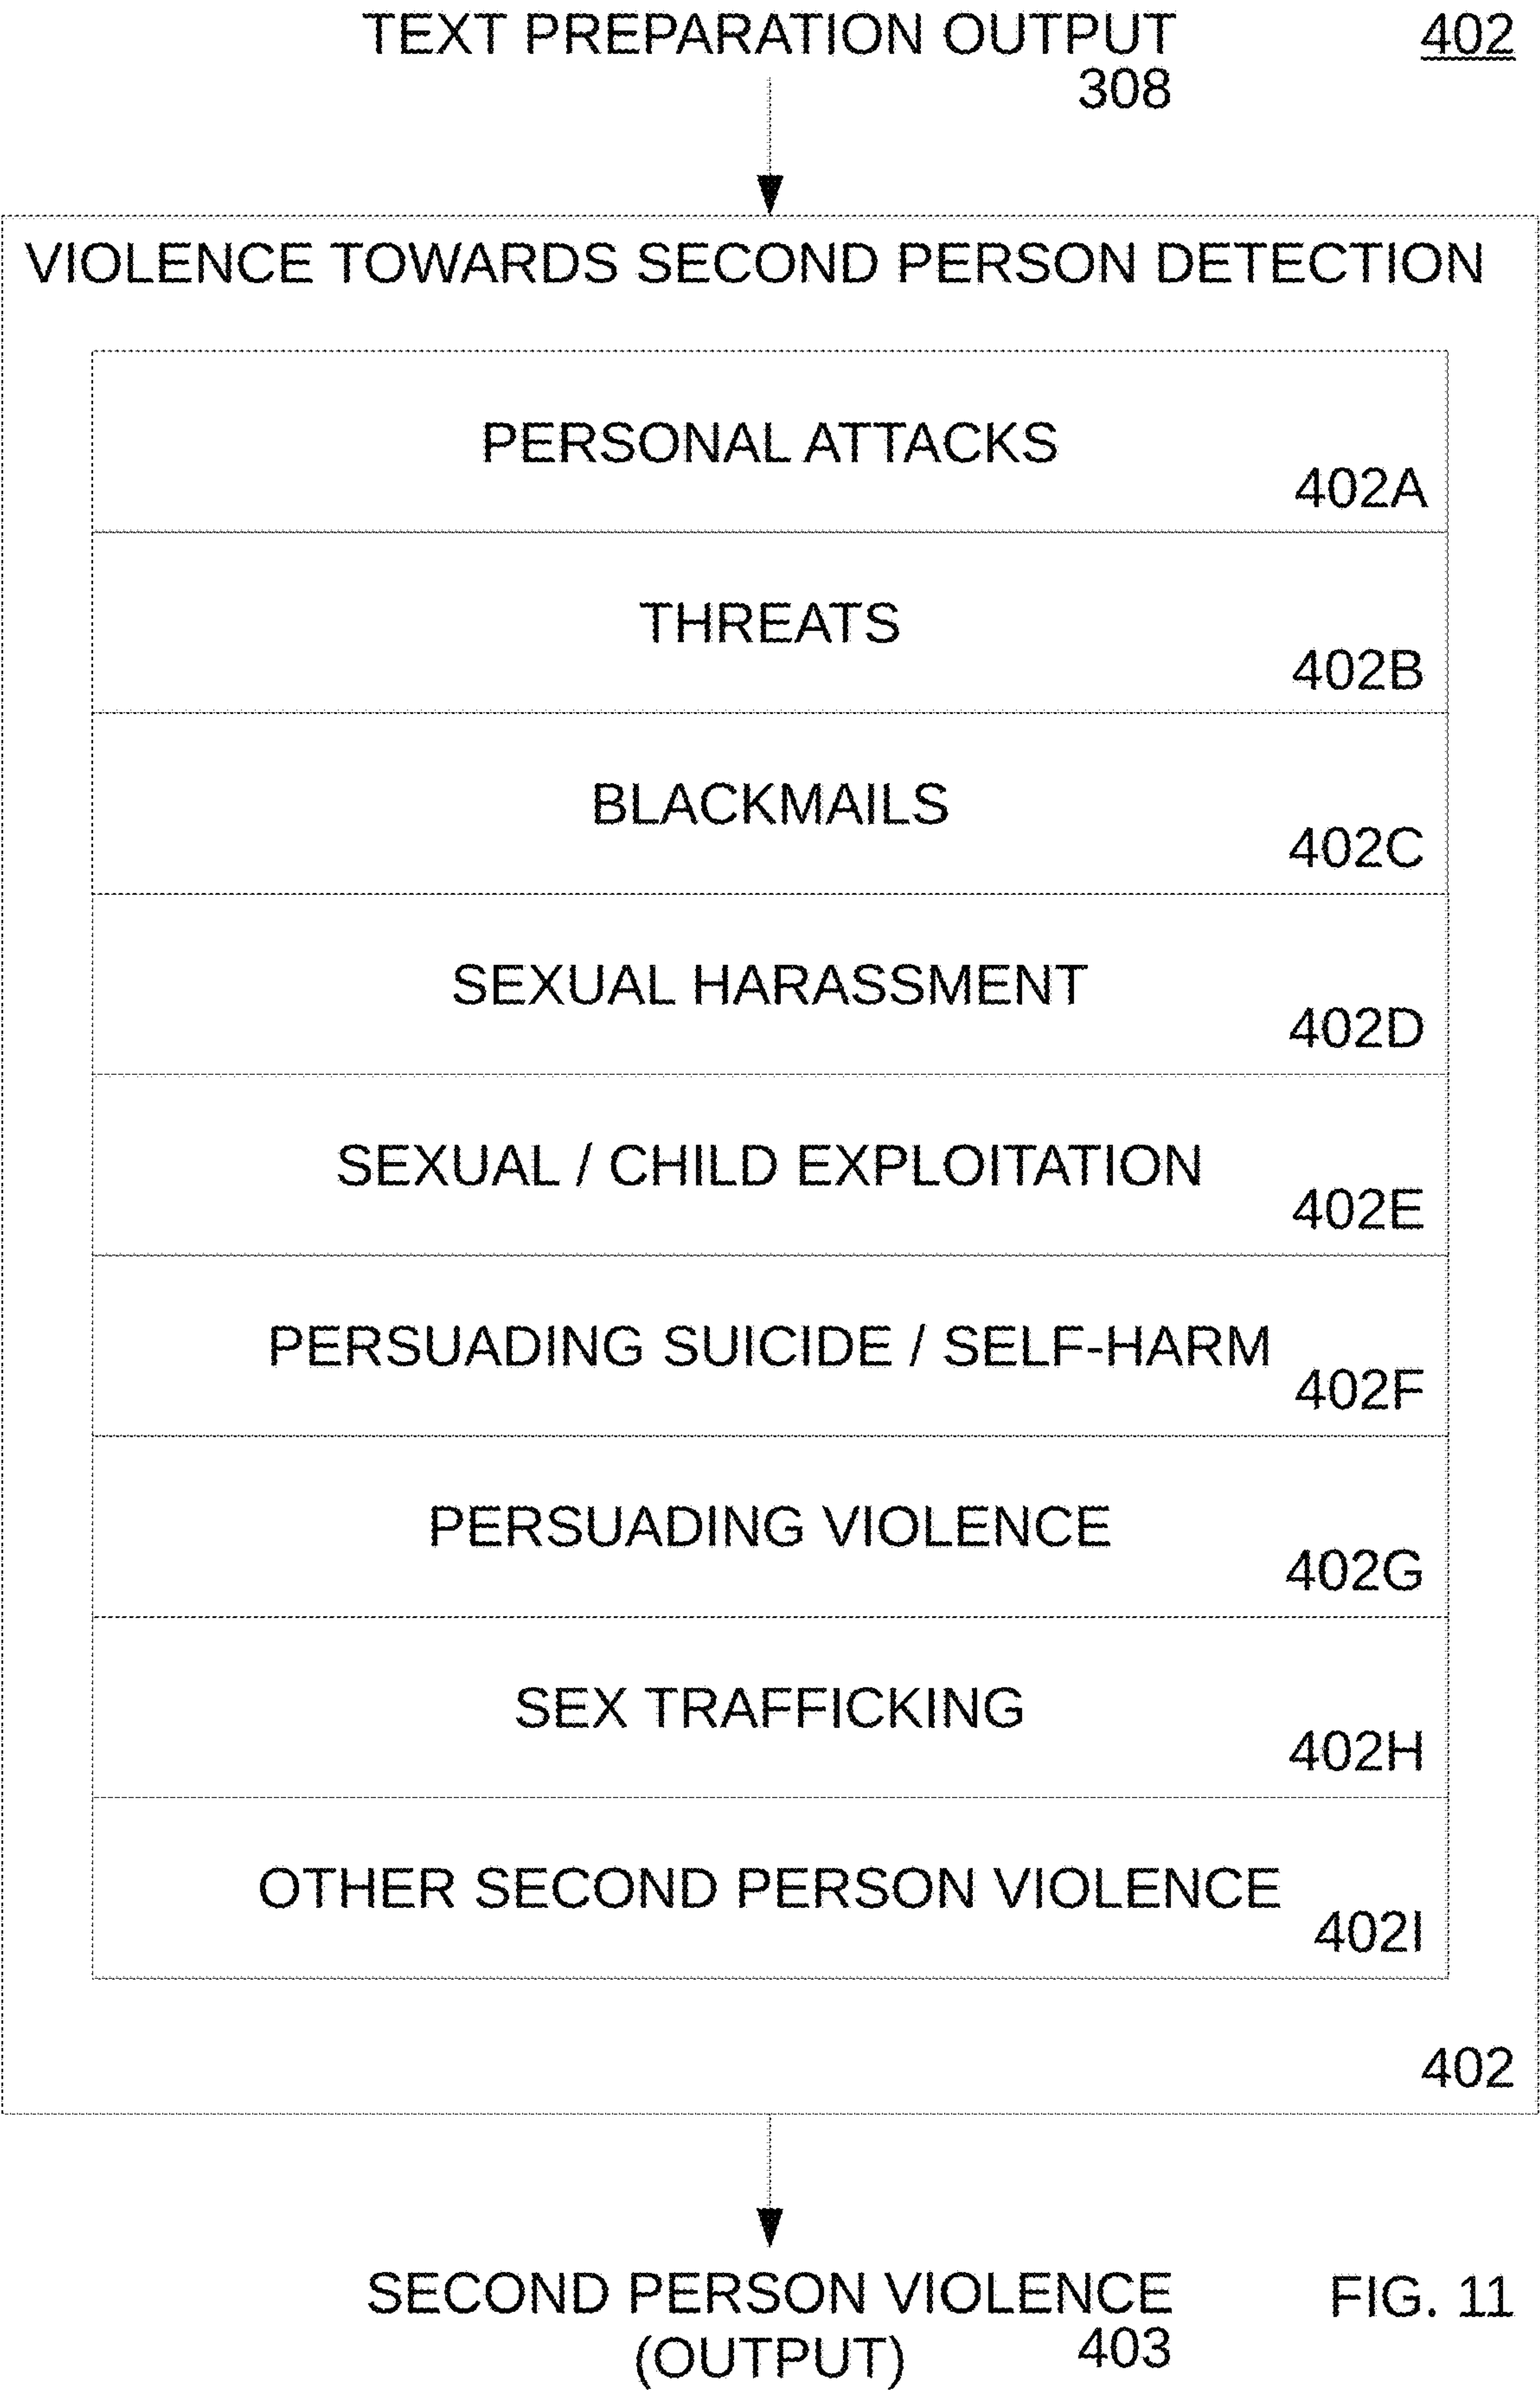 TEXT PREPARATION OUTPUT
402
308
VIOLENCE TOWARDS SECOND PERSON DETECTION
PERSONAL ATTACKS
402A
THREATS
402B
BLACKMAILS
402C
SEXUAL HARASSMENT
402D
SEXUAL / CHILD EXPLOITATION
402E
PERSUADING SUICIDE / SELF-HARM
402F
PERSUADING VIOLENCE
402G
SEX TRAFFICKING
402H
OTHER SECOND PERSON VIOLENCE
402I
402
SECOND PERSON VIOLENCE
FIG. 11
(OUTPUT)
403